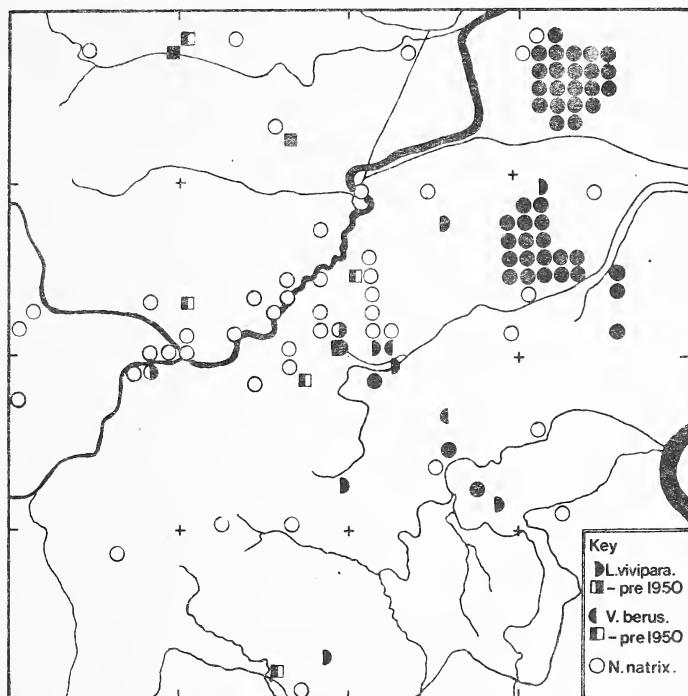 Key
L.vivipara.
- pre 1950
V. berus.
- pre 1950
N. natrix.